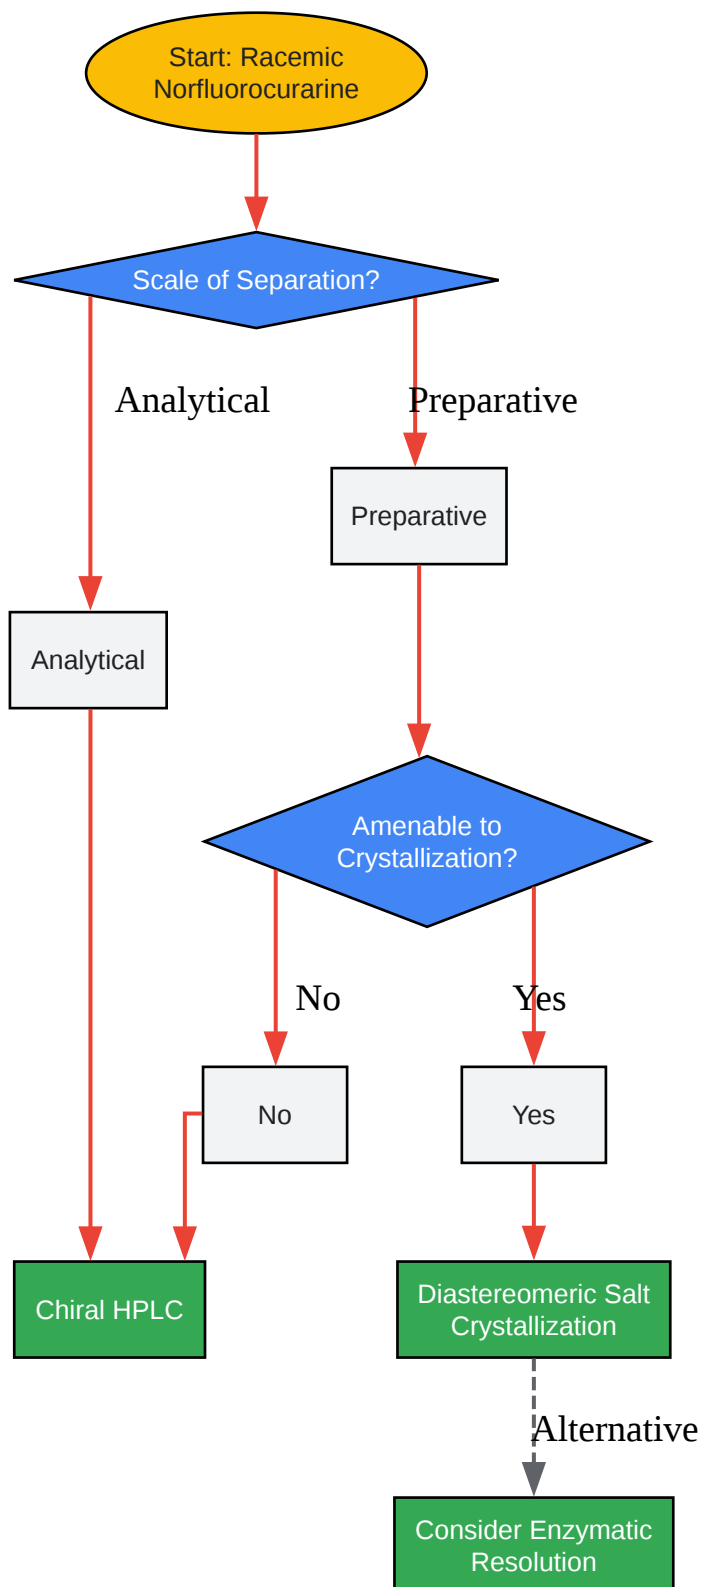 Start: Racemic
Norfluorocurarine
Scale of Separation?
Analytical
Preparative
Preparative
Analytical
Amenable to
Crystallization?
No
Yes
No
Yes
Chiral HPLC
Diastereomeric Salt
Crystallization
Alternative
Consider Enzymatic
Resolution